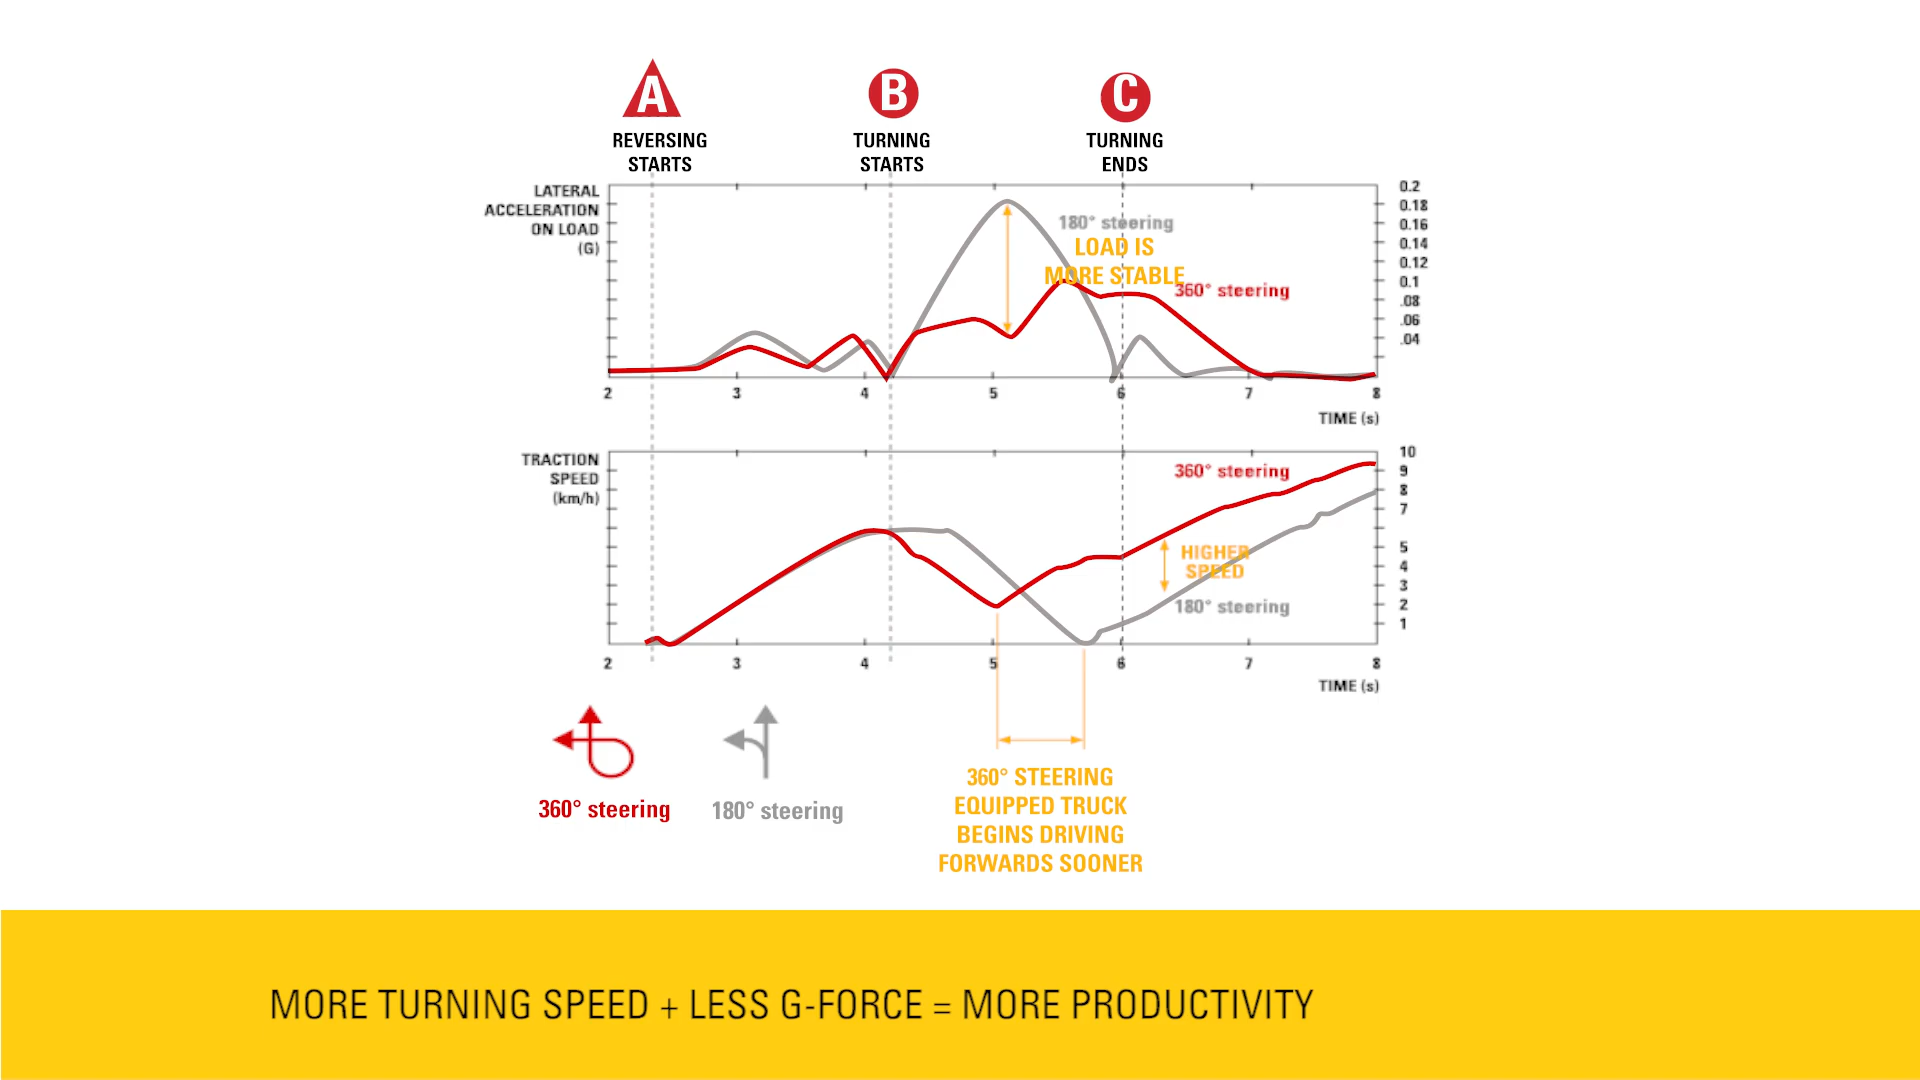 A
B
C
REVERSING
STARTS
TURNING
STARTS
TURNING
ENDS
LATERAL
ACCELERATION
ON LOAD
(G)
0.2
0.18
0.16
0.14
0.12
0.1
.08
.06
.04
180° steering
LOAD IS
MORE STABLE
360° steering
2 3 4 5 6 7 8
TIME (s)
TRACTION
SPEED
(km/h)
10
9
8
7
5
4
3
2
1
360° steering
HIGHER
SPEED
180° steering
2 3 4 5 6 7 8
TIME (s)
360° steering
180° steering
360° STEERING
EQUIPPED TRUCK
BEGINS DRIVING
FORWARDS SOONER
MORE TURNING SPEED + LESS G-FORCE = MORE PRODUCTIVITY